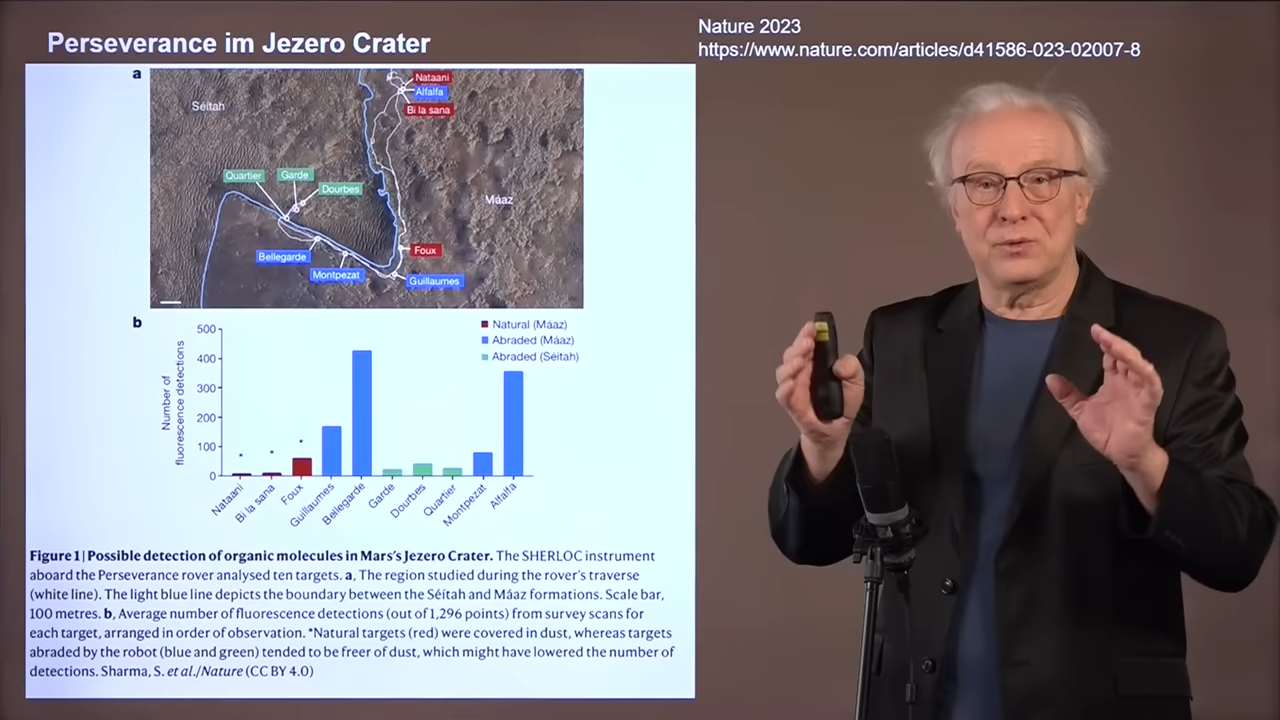 Perseverance im Jezero Crater
Nature 2023
https://www.nature.com/articles/d41586-023-02007-8
a
Séítah
Nataani
Alfalfa
Bi la sana
Quartier
Garde
Dourbes
Máaz
Bellegarde
Montpezat
Foux
Guillaumes
b
Number of
fluorescence detections
500
400
300
200
100
0
Natural (Máaz)
Abraded (Máaz)
Abraded (Séítah)
*
*
*
Nataani
Bi la sana
Foux
Guillaumes
Bellegarde
Garde
Dourbes
Quartier
Montpezat
Alfalfa
Figure 1 | Possible detection of organic molecules in Mars's Jezero Crater. The SHERLOC instrument
aboard the Perseverance rover analysed ten targets. a, The region studied during the rover's traverse
(white line). The light blue line depicts the boundary between the Séítah and Máaz formations. Scale bar,
100 metres. b, Average number of fluorescence detections (out of 1,296 points) from survey scans for
each target, arranged in order of observation. *Natural targets (red) were covered in dust, whereas targets
abraded by the robot (blue and green) tended to be freer of dust, which might have lowered the number of
detections. Sharma, S. et al./Nature (CC BY 4.0)